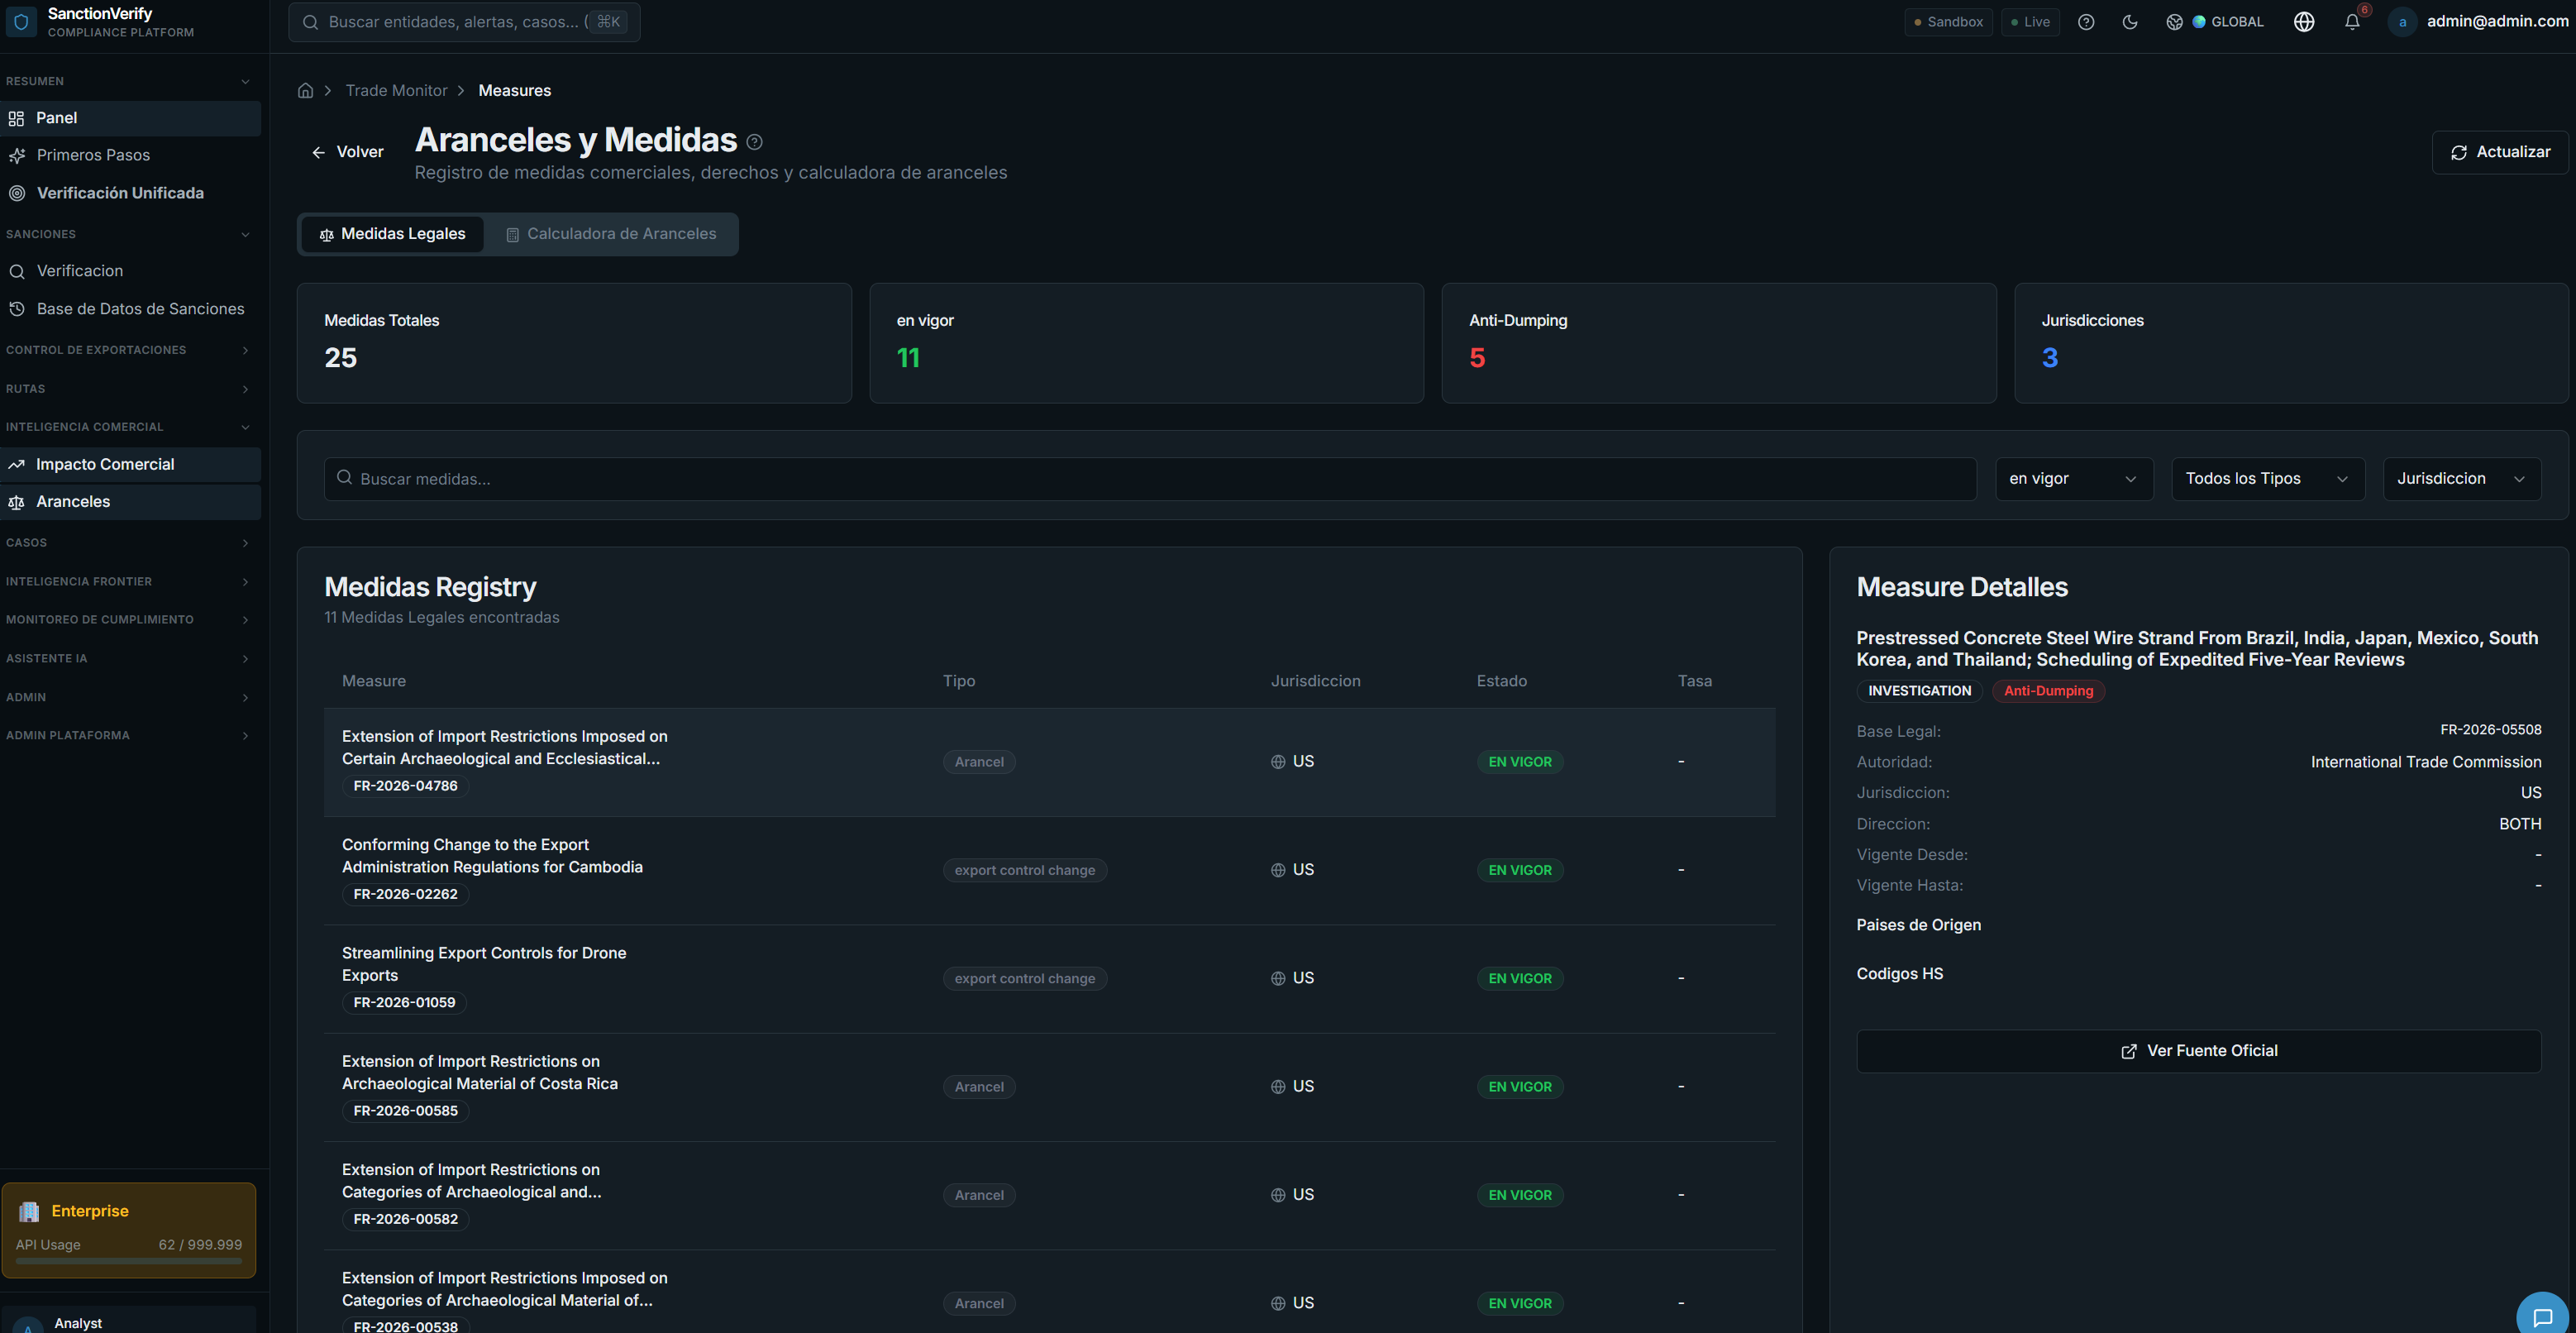 SanctionVerify
COMPLIANCE PLATFORM
Buscar entidades, alertas, casos... ( ⌘K
Sandbox
Live
GLOBAL
6
a
admin@admin.com
RESUMEN
Panel
Primeros Pasos
Verificación Unificada
SANCIONES
Verificacion
Base de Datos de Sanciones
CONTROL DE EXPORTACIONES
RUTAS
INTELIGENCIA COMERCIAL
Impacto Comercial
Aranceles
CASOS
INTELIGENCIA FRONTIER
MONITOREO DE CUMPLIMIENTO
ASISTENTE IA
ADMIN
ADMIN PLATAFORMA
Enterprise
API Usage 62 / 999.999
Analyst
Trade Monitor > Measures
Volver
Aranceles y Medidas
Registro de medidas comerciales, derechos y calculadora de aranceles
Actualizar
Medidas Legales
Calculadora de Aranceles
Medidas Totales
25
en vigor
11
Anti-Dumping
5
Jurisdicciones
3
Buscar medidas...
en vigor
Todos los Tipos
Jurisdiccion
Medidas Registry
11 Medidas Legales encontradas
Measure Tipo Jurisdiccion Estado Tasa
Extension of Import Restrictions Imposed on
Certain Archaeological and Ecclesiastical...
FR-2026-04786
Arancel US EN VIGOR -
Conforming Change to the Export
Administration Regulations for Cambodia
FR-2026-02262
export control change US EN VIGOR -
Streamlining Export Controls for Drone
Exports
FR-2026-01059
export control change US EN VIGOR -
Extension of Import Restrictions on
Archaeological Material of Costa Rica
FR-2026-00585
Arancel US EN VIGOR -
Extension of Import Restrictions on
Categories of Archaeological and...
FR-2026-00582
Arancel US EN VIGOR -
Extension of Import Restrictions Imposed on
Categories of Archaeological Material of...
FR-2026-00538
Arancel US EN VIGOR -
Measure Detalles
Prestressed Concrete Steel Wire Strand From Brazil, India, Japan, Mexico, South
Korea, and Thailand; Scheduling of Expedited Five-Year Reviews
INVESTIGATION Anti-Dumping
Base Legal: FR-2026-05508
Autoridad: International Trade Commission
Jurisdiccion: US
Direccion: BOTH
Vigente Desde: -
Vigente Hasta: -
Paises de Origen
Codigos HS
Ver Fuente Oficial